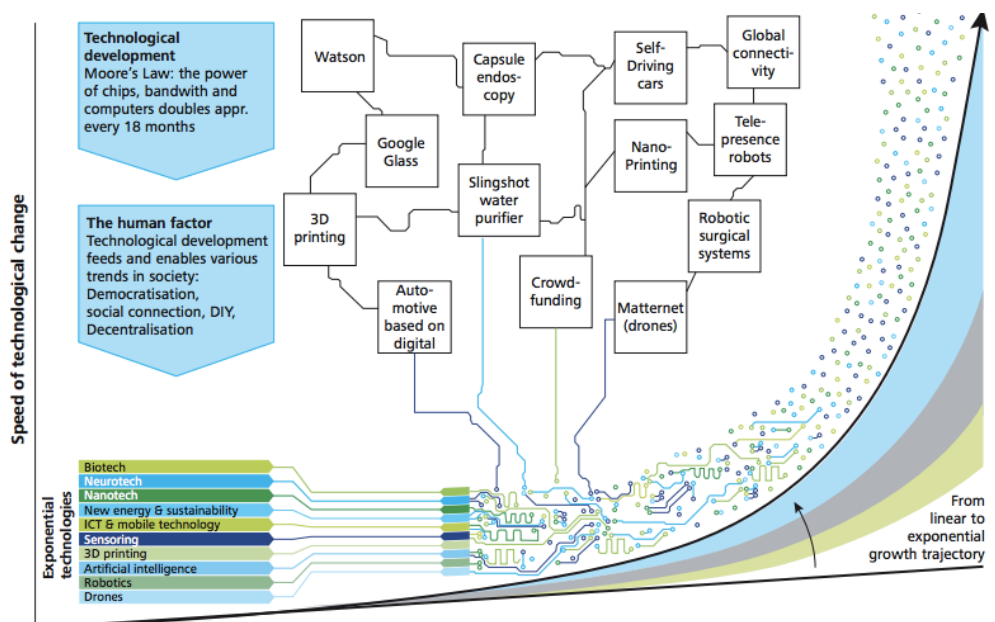 Technological
development
Moore's Law: the power
of chips, bandwith and
computers doubles appr.
every 18 months
The human factor
Technological development
feeds and enables various
trends in society:
Democratisation,
social connection, DIY,
Decentralisation
Speed of technological change
Watson
Capsule
endos-
copy
Self-
Driving
cars
Global
connecti-
vity
Google
Glass
Nano-
Printing
Tele-
presence
robots
3D
printing
Slingshot
water
purifier
Robotic
surgical
systems
Auto-
motive
based on
digital
Crowd-
funding
Matternet
(drones)
Exponential
technologies
Biotech
Neurotech
Nanotech
New energy & sustainability
ICT & mobile technology
Sensoring
3D printing
Artificial intelligence
Robotics
Drones
From
linear to
exponential
growth trajectory